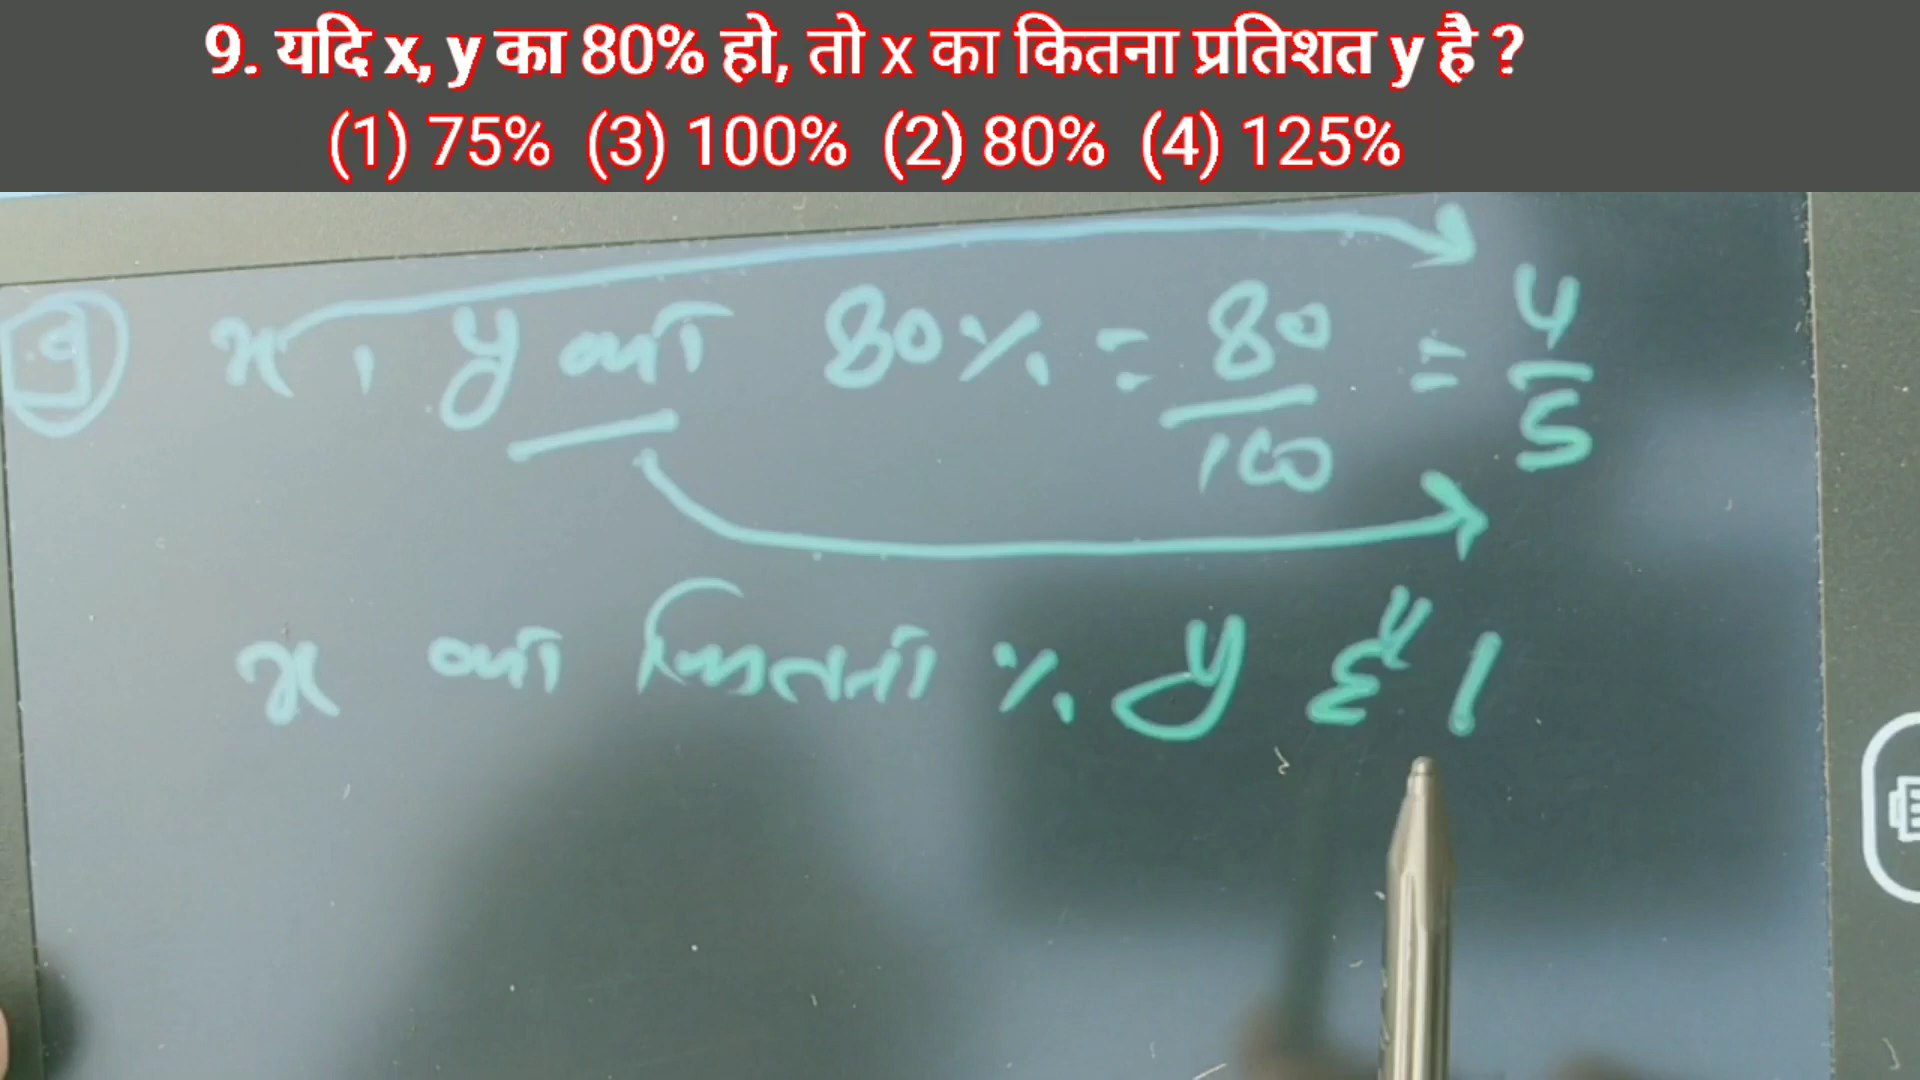 9. यदि x, y का 80% हो, तो x का कितना प्रतिशत y है ?
(1) 75% (3) 100% (2) 80% (4) 125%
9 x, y का 80% = 80/100 = 4/5
x का कितना % y है।